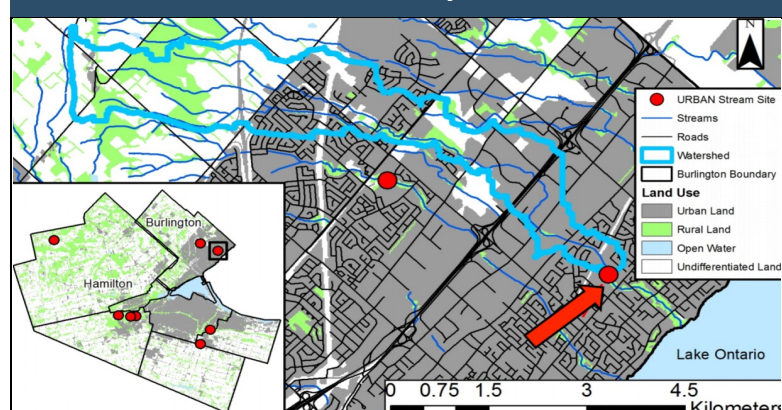 N
URBAN Stream Site
Streams
Roads
Watershed
Burlington Boundary
Land Use
Urban Land
Rural Land
Open Water
Undifferentiated Land
Burlington
Hamilton
Lake Ontario
0 0.75 1.5 3 4.5
Kilometers